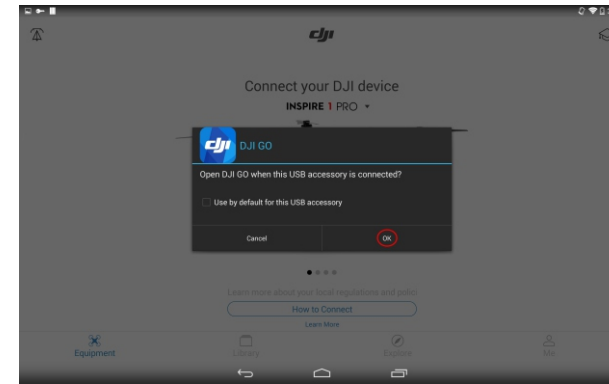 dji
Connect your DJI device
INSPIRE 1 PRO
dji DJI GO
Open DJI GO when this USB accessory is connected?
Use by default for this USB accessory
Cancel
OK
Learn more about your local regulations and polici
How to Connect
Learn More
Equipment
Library
Explore
Me